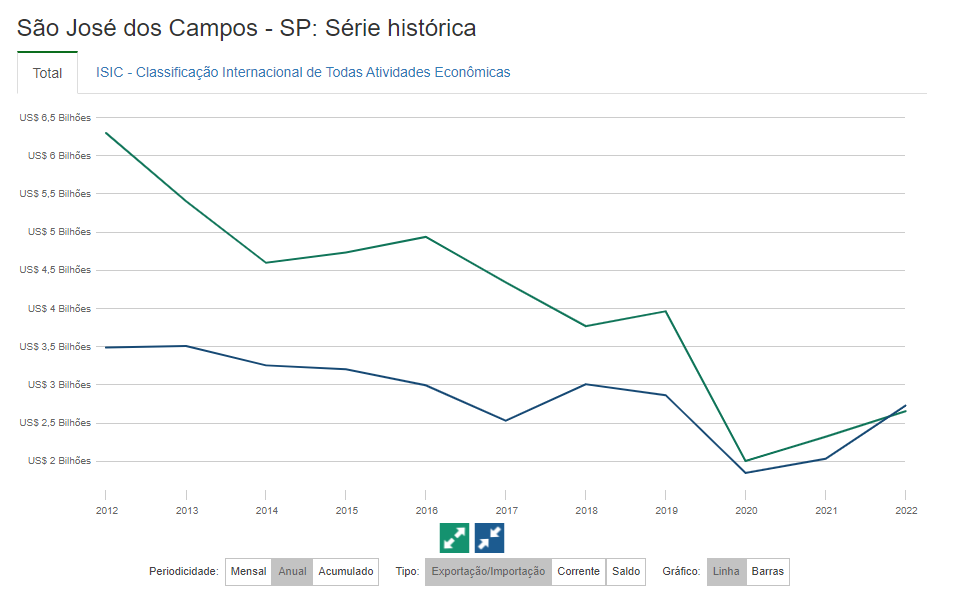 São José dos Campos - SP: Série histórica
Total ISIC - Classificação Internacional de Todas Atividades Econômicas
US$ 6,5 Bilhões
US$ 6 Bilhões
US$ 5,5 Bilhões
US$ 5 Bilhões
US$ 4,5 Bilhões
US$ 4 Bilhões
US$ 3,5 Bilhões
US$ 3 Bilhões
US$ 2,5 Bilhões
US$ 2 Bilhões
2012 2013 2014 2015 2016 2017 2018 2019 2020 2021 2022
Periodicidade: Mensal Anual Acumulado Tipo: Exportação/Importação Corrente Saldo Gráfico: Linha Barras